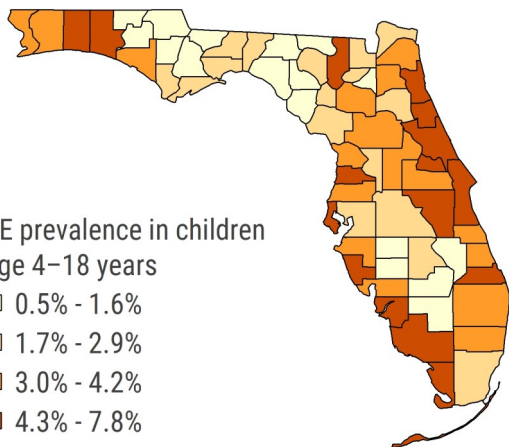 E prevalence in children
ge 4–18 years
0.5% - 1.6%
1.7% - 2.9%
3.0% - 4.2%
4.3% - 7.8%